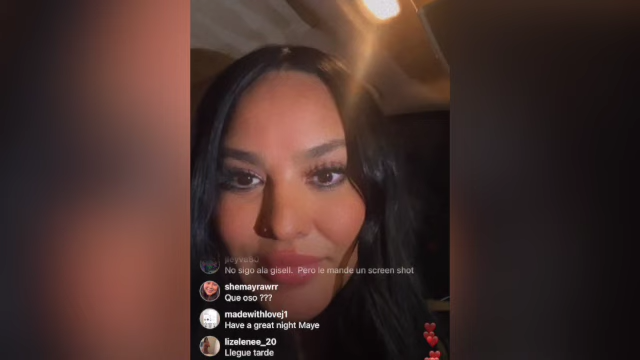 No sigo ala giseli. Pero le mande un screen shot
shemayrawrr
Que oso ???
madewithlovej1
Have a great night Maye
lizelenee_20
Llegue tarde